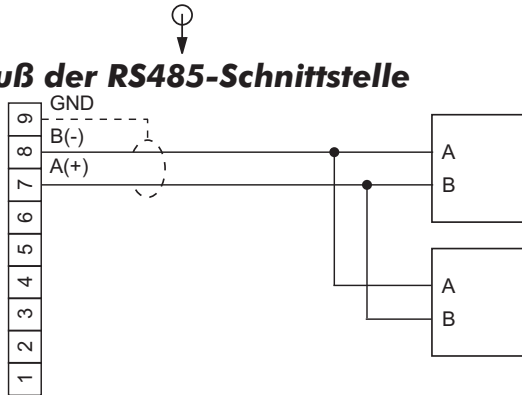 uß der RS485-Schnittstelle
9 GND
8 B(-)
7 A(+)
6
5
4
3
2
1
A
B
A
B